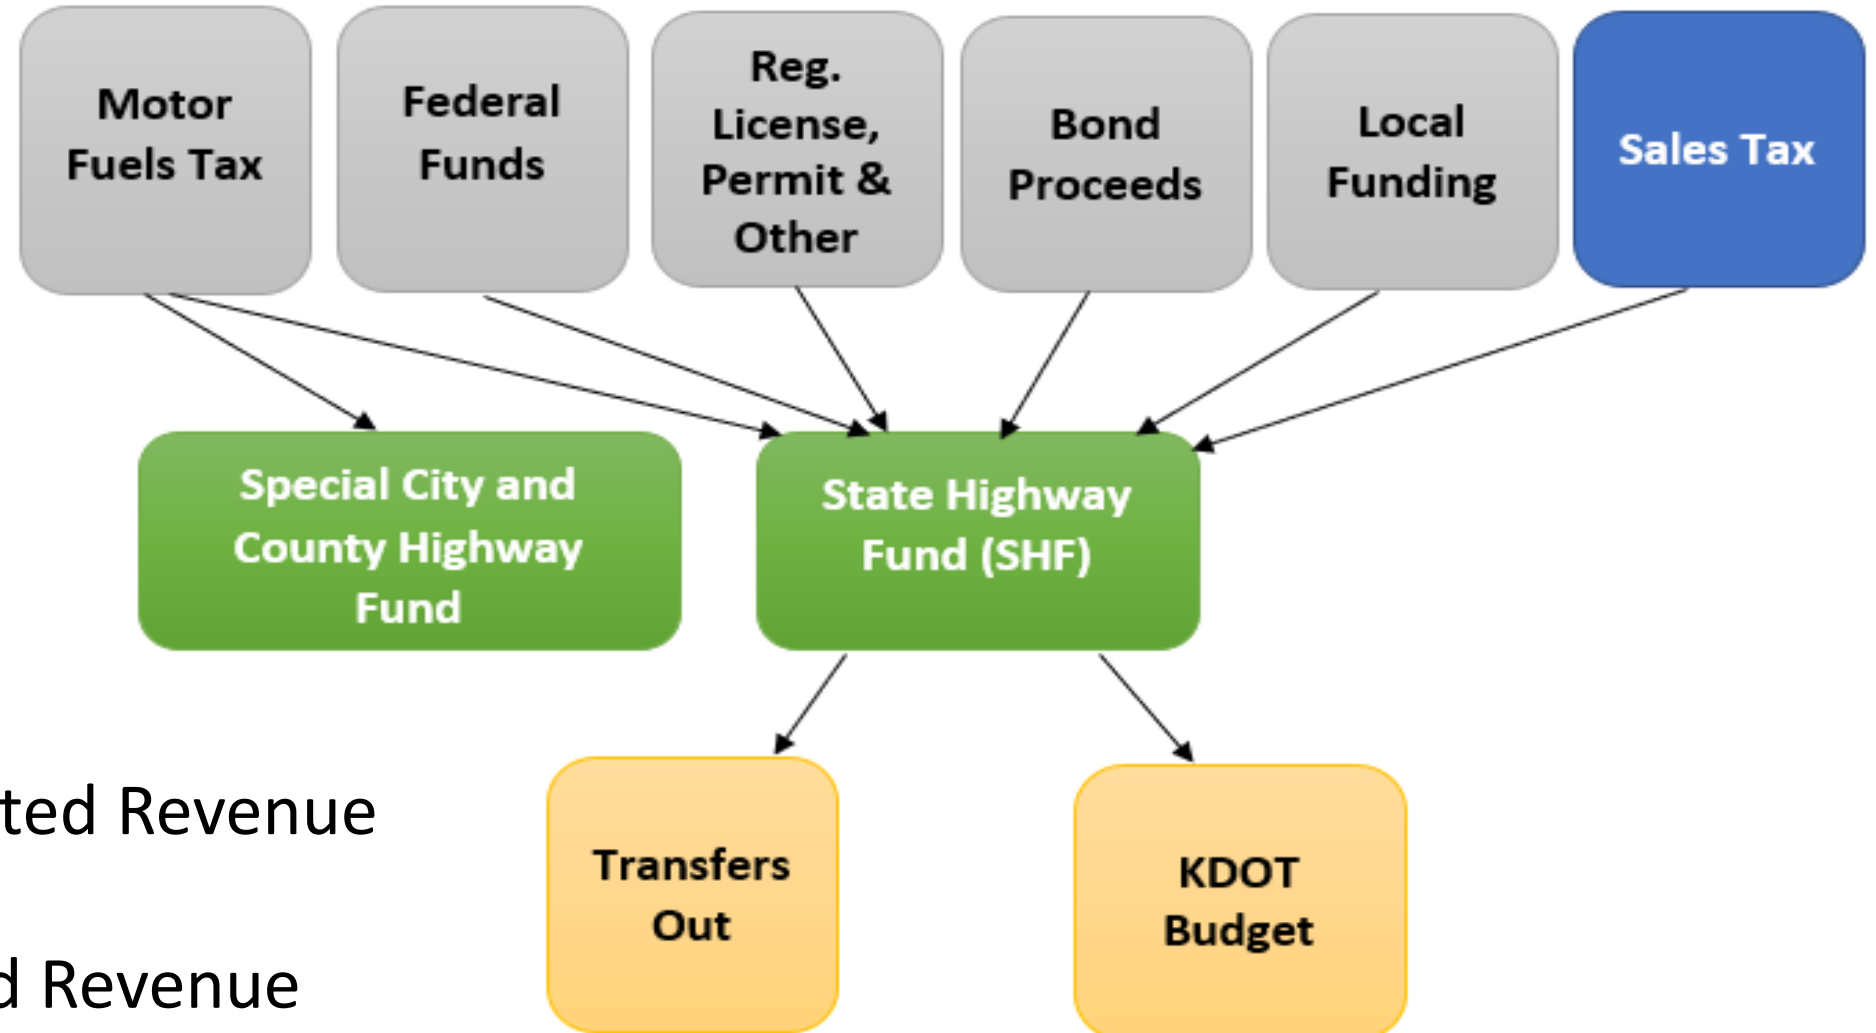 Motor
Fuels Tax
Federal
Funds
Reg.
License,
Permit &
Other
Bond
Proceeds
Local
Funding
Sales Tax
Special City and
County Highway
Fund
State Highway
Fund (SHF)
ted Revenue
d Revenue
Transfers
Out
KDOT
Budget